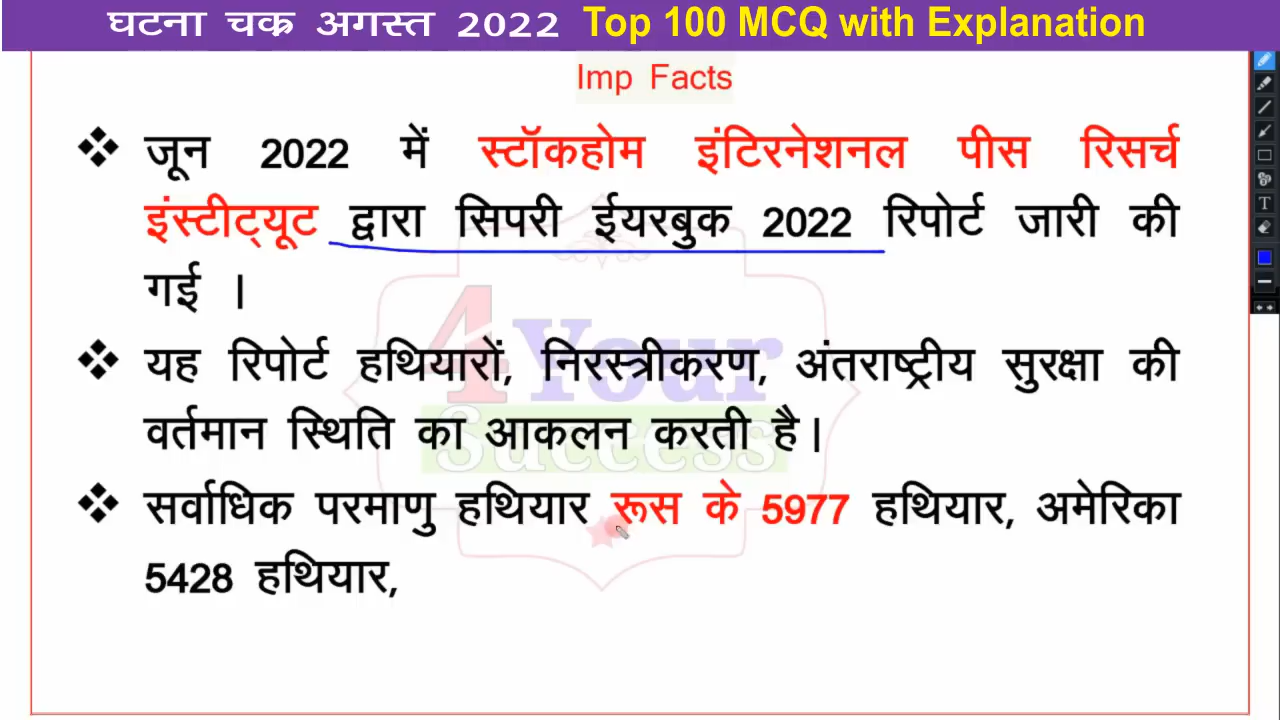 घटना चक्र अगस्त 2022 Top 100 MCQ with Explanation
Imp Facts
❖ जून 2022 में स्टॉकहोम इंटिरनेशनल पीस रिसर्च
इंस्टीट्यूट द्वारा सिपरी ईयरबुक 2022 रिपोर्ट जारी की
गई ।
❖ यह रिपोर्ट हथियारों, निरस्त्रीकरण, अंतराष्ट्रीय सुरक्षा की
वर्तमान स्थिति का आकलन करती है।
❖ सर्वाधिक परमाणु हथियार रूस के 5977 हथियार, अमेरिका
5428 हथियार,
4Your
Success